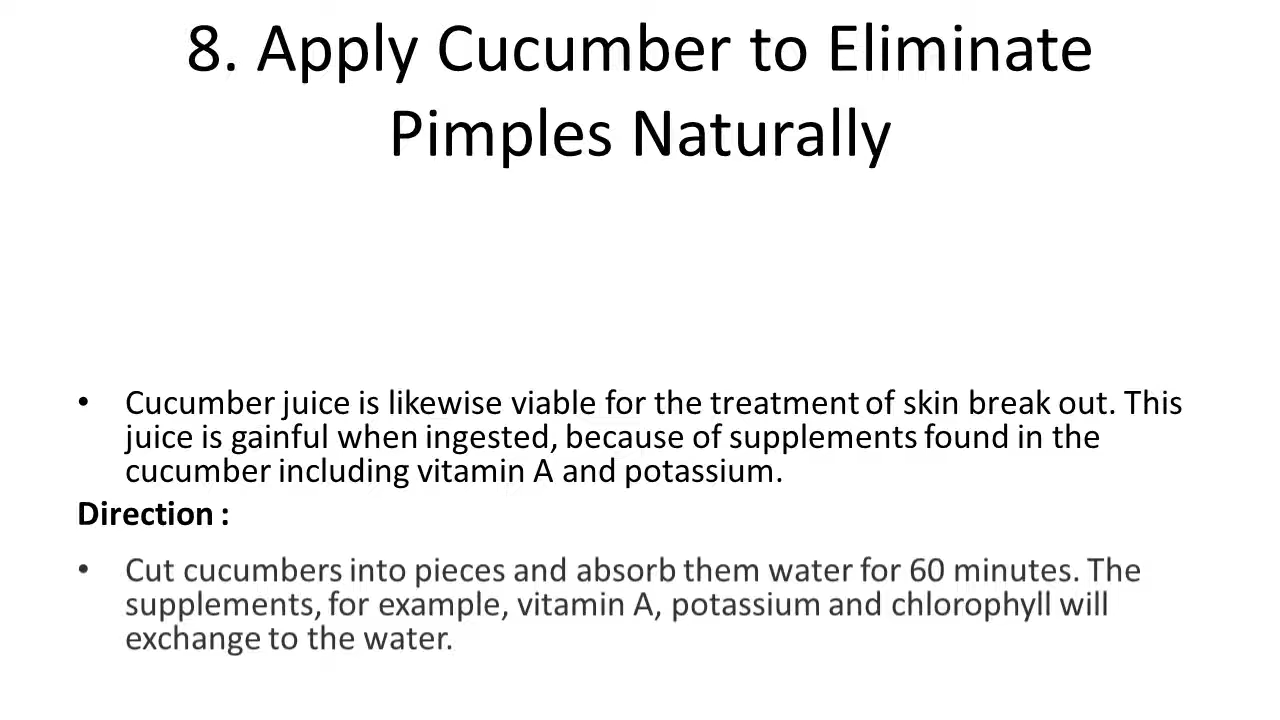 8. Apply Cucumber to Eliminate
Pimples Naturally
• Cucumber juice is likewise viable for the treatment of skin break out. This
juice is gainful when ingested, because of supplements found in the
cucumber including vitamin A and potassium.
Direction :
• Cut cucumbers into pieces and absorb them water for 60 minutes. The
supplements, for example, vitamin A, potassium and chlorophyll will
exchange to the water.